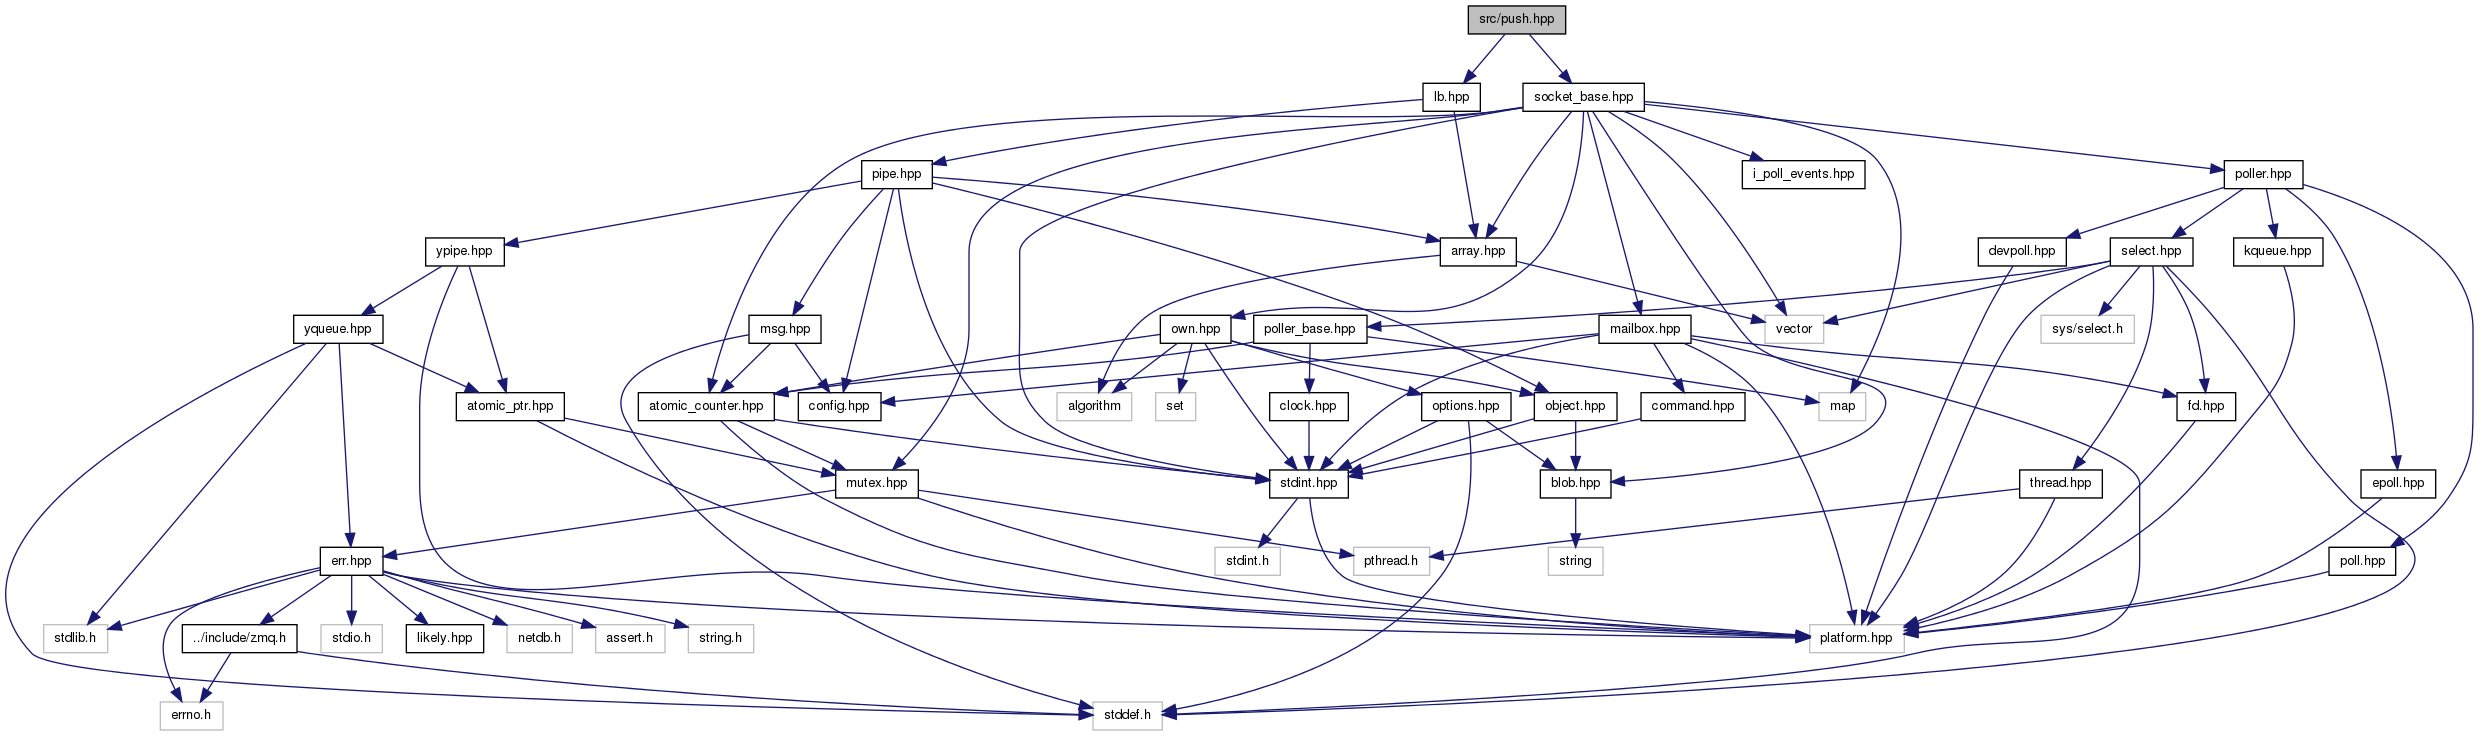 src/push.hpp
lb.hpp
socket_base.hpp
pipe.hpp
i_poll_events.hpp
poller.hpp
ypipe.hpp
array.hpp
devpoll.hpp
select.hpp
kqueue.hpp
yqueue.hpp
msg.hpp
own.hpp
poller_base.hpp
mailbox.hpp
vector
sys/select.h
atomic_ptr.hpp
atomic_counter.hpp
config.hpp
algorithm
set
clock.hpp
options.hpp
object.hpp
command.hpp
map
fd.hpp
mutex.hpp
stdint.hpp
blob.hpp
thread.hpp
epoll.hpp
err.hpp
stdint.h
pthread.h
string
poll.hpp
stdlib.h
../include/zmq.h
stdio.h
likely.hpp
netdb.h
assert.h
string.h
platform.hpp
errno.h
stddef.h